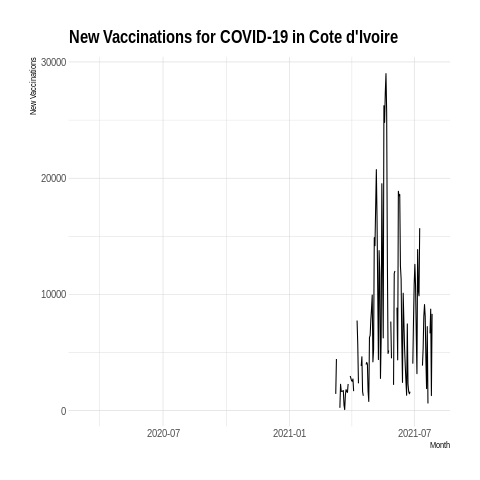 New Vaccinations for COVID-19 in Cote d'Ivoire
New Vaccinations
30000
20000
10000
0
2020-07 2021-01 2021-07
Month